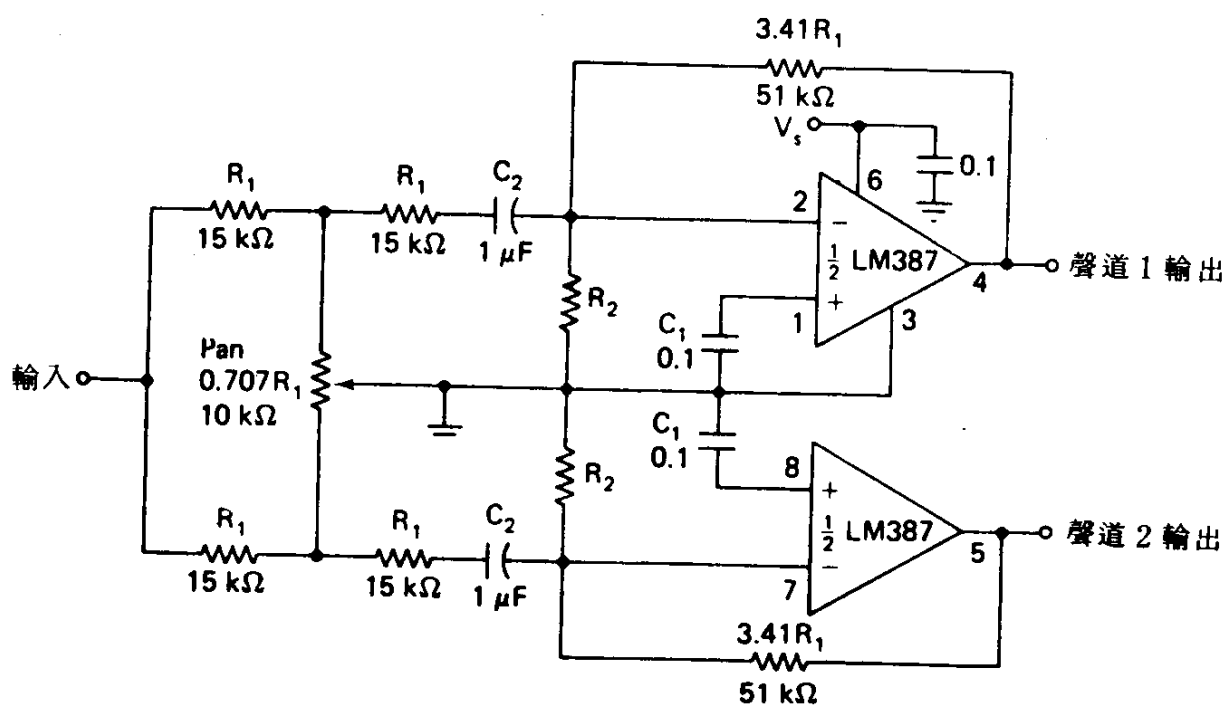 3.41R₁
51 kΩ
Vₛ
0.1
6
R₁
15 kΩ
R₁
15 kΩ
C₂
1 μF
2
−
½ LM387
+
1
3
4
聲道 1 輸出
R₂
C₁
0.1
輸入
Pan
0.707R₁
10 kΩ
C₁
0.1
R₂
8
+
½ LM387
−
7
5
聲道 2 輸出
R₁
15 kΩ
R₁
15 kΩ
C₂
1 μF
3.41R₁
51 kΩ